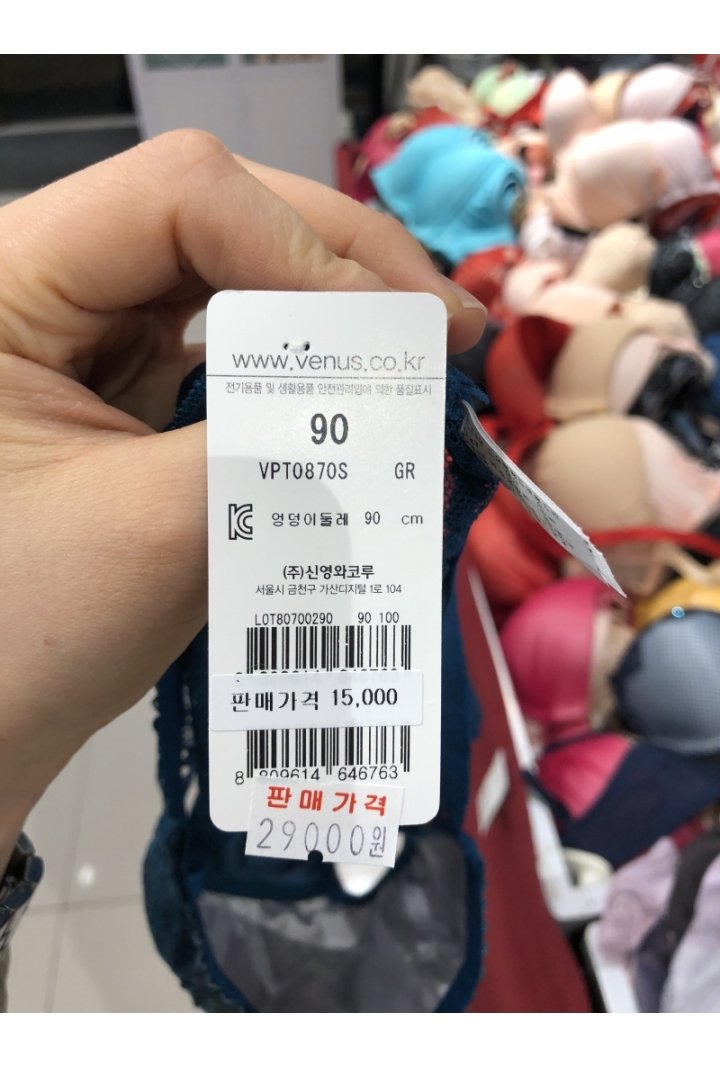 www.venus.co.kr
전기용품 및 생활용품 안전관리법에 의한 품질표시
90
VPT0870S GR
엉덩이둘레 90 cm
(주)신영와코루
서울시 금천구 가산디지털 1로 104
LOT80700290 90 100
판매가격 15,000
8 809614 646763
판매가격
29000원